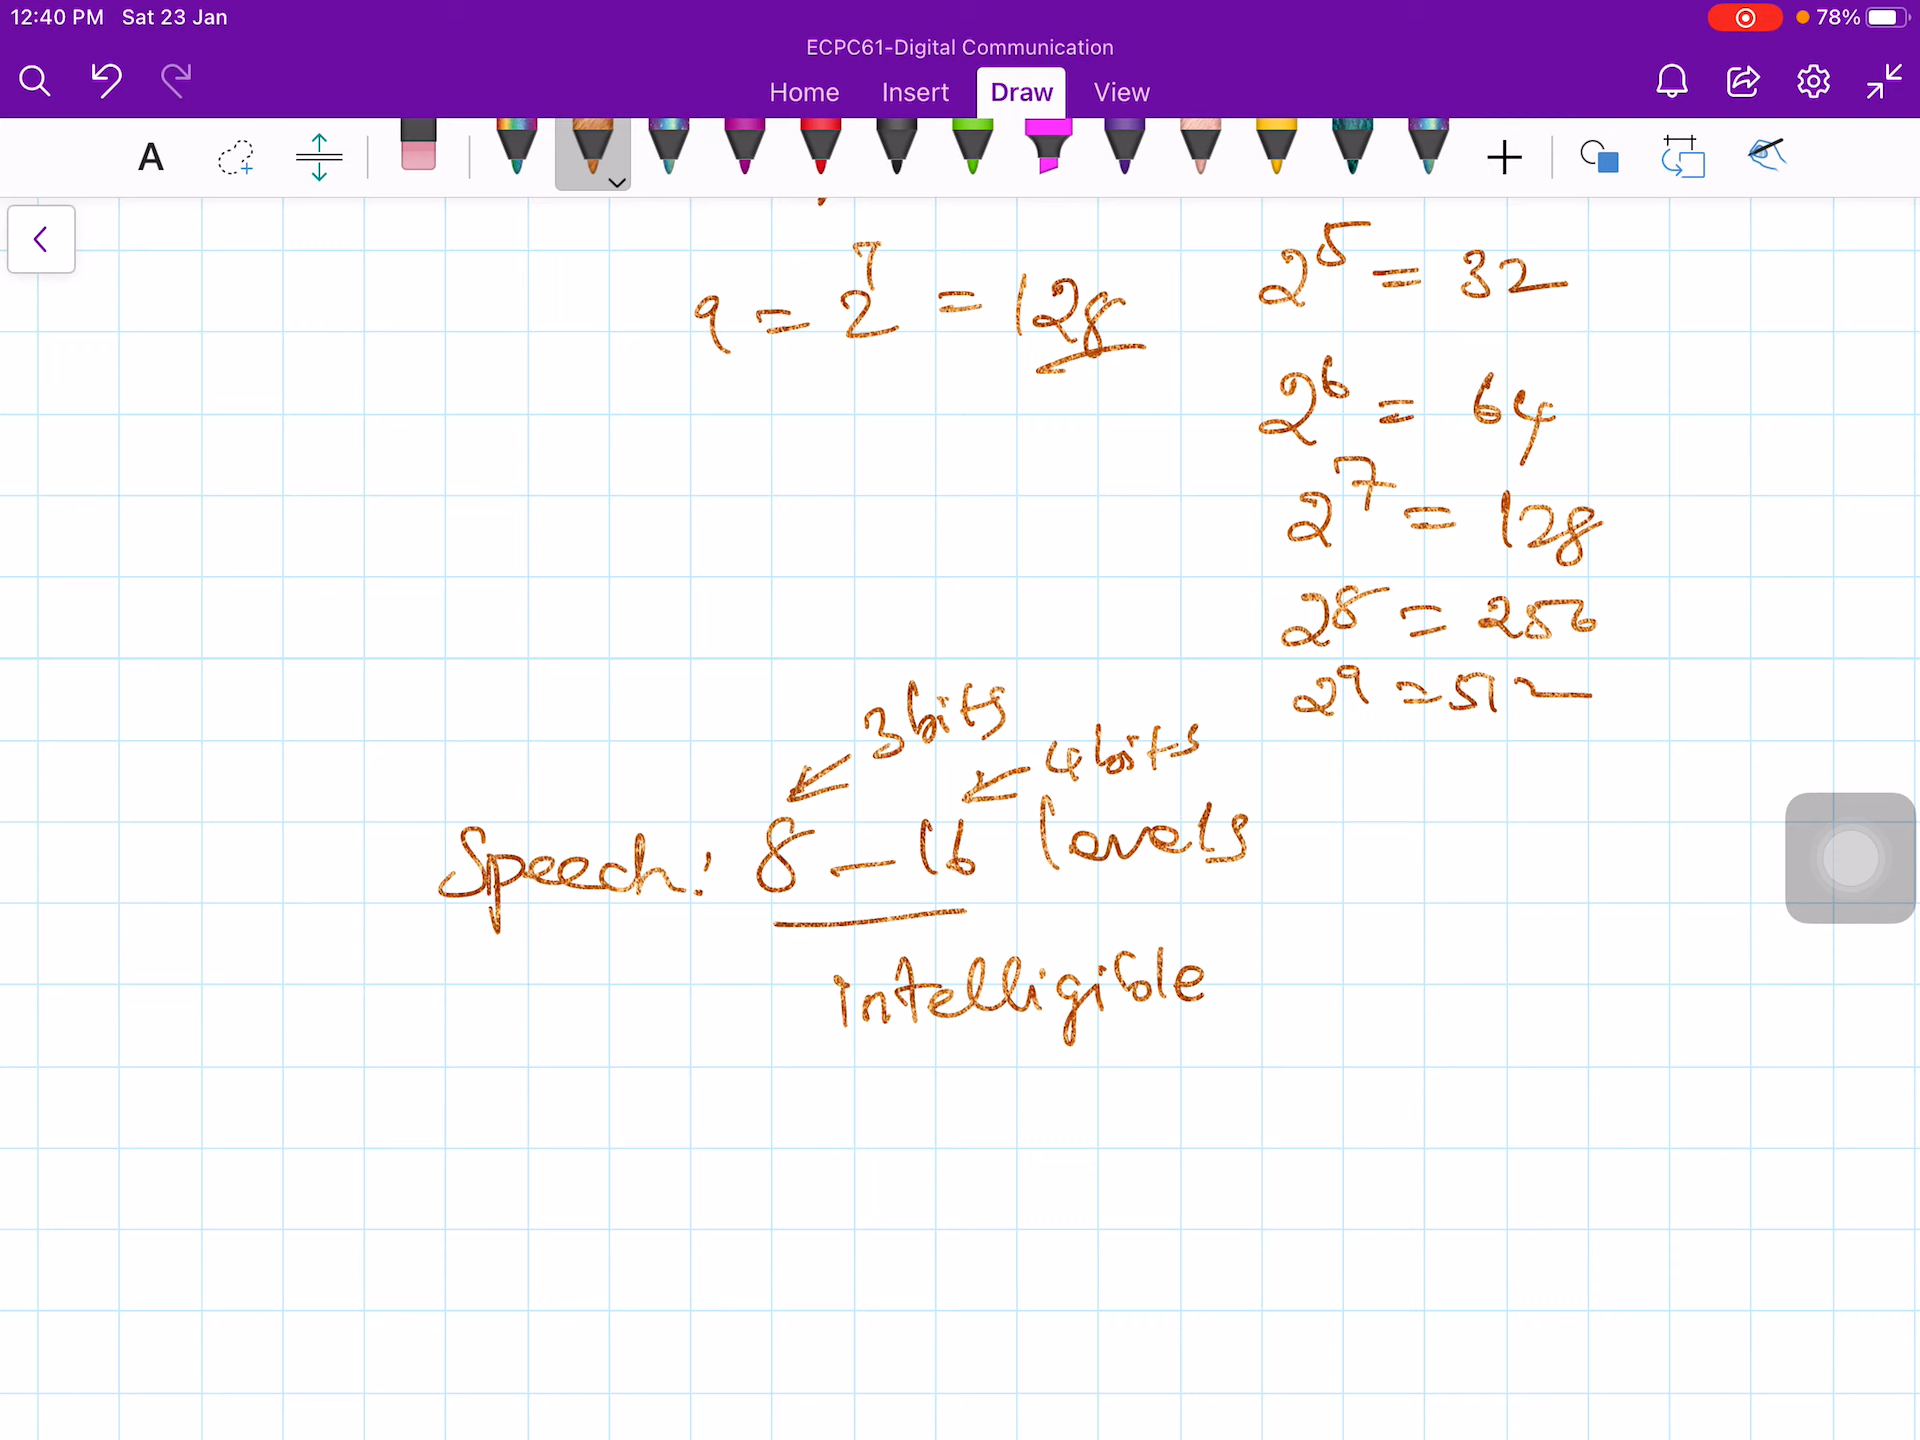 12:40 PM Sat 23 Jan
78%
ECPC61-Digital Communication
Home Insert Draw View
A
q = 2^7 = 128
2^5 = 32
2^6 = 64
2^7 = 128
2^8 = 256
2^9 = 512
3 bits
4 bits
Speech: 8 – 16 levels
intelligible